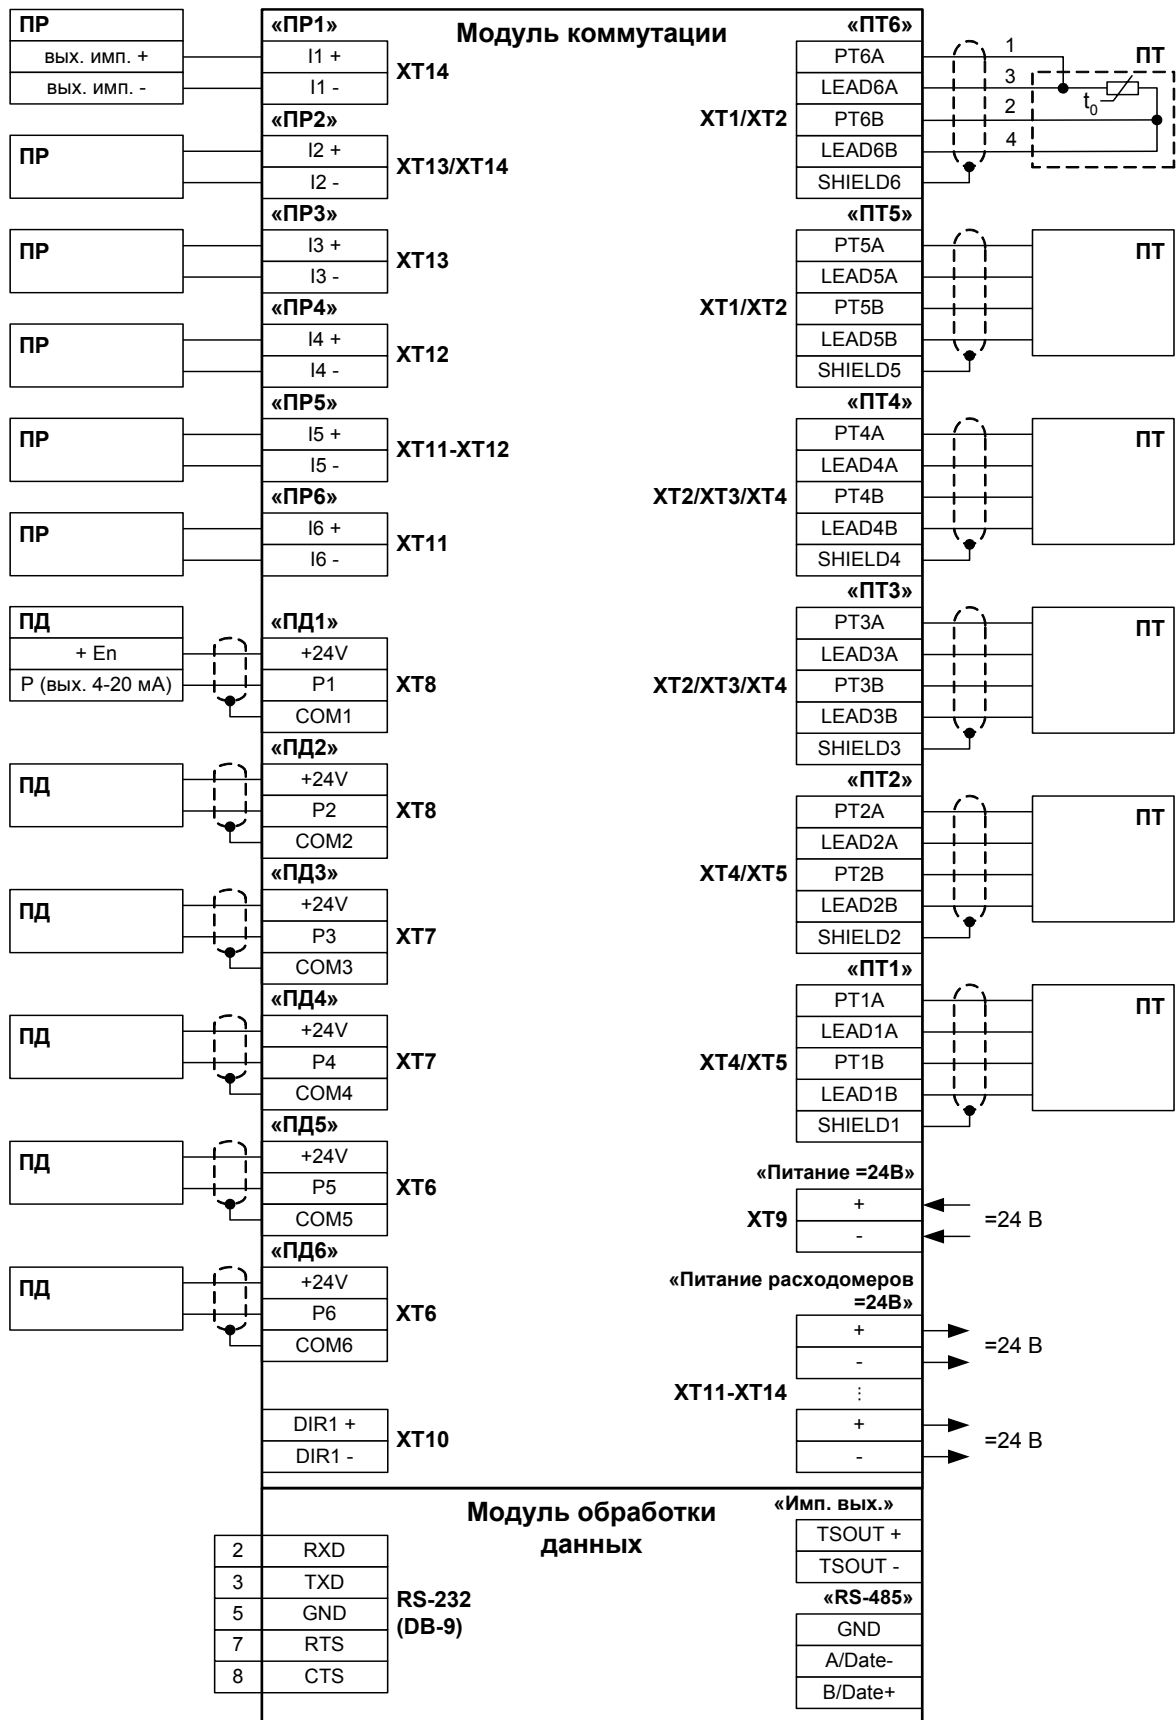 Модуль коммутации
ПР
вых. имп. +
вых. имп. -
«ПР1»
I1 +
I1 -
XT14
ПР
«ПР2»
I2 +
I2 -
XT13/XT14
ПР
«ПР3»
I3 +
I3 -
XT13
ПР
«ПР4»
I4 +
I4 -
XT12
ПР
«ПР5»
I5 +
I5 -
XT11-XT12
ПР
«ПР6»
I6 +
I6 -
XT11
ПД
+ En
P (вых. 4-20 мА)
«ПД1»
+24V
P1
COM1
XT8
ПД
«ПД2»
+24V
P2
COM2
XT8
ПД
«ПД3»
+24V
P3
COM3
XT7
ПД
«ПД4»
+24V
P4
COM4
XT7
ПД
«ПД5»
+24V
P5
COM5
XT6
ПД
«ПД6»
+24V
P6
COM6
XT6
DIR1 +
DIR1 -
XT10
«ПТ6»
XT1/XT2
PT6A
LEAD6A
PT6B
LEAD6B
SHIELD6
1
3
2
4
ПТ
t0
«ПТ5»
XT1/XT2
PT5A
LEAD5A
PT5B
LEAD5B
SHIELD5
ПТ
«ПТ4»
XT2/XT3/XT4
PT4A
LEAD4A
PT4B
LEAD4B
SHIELD4
ПТ
«ПТ3»
XT2/XT3/XT4
PT3A
LEAD3A
PT3B
LEAD3B
SHIELD3
ПТ
«ПТ2»
XT4/XT5
PT2A
LEAD2A
PT2B
LEAD2B
SHIELD2
ПТ
«ПТ1»
XT4/XT5
PT1A
LEAD1A
PT1B
LEAD1B
SHIELD1
ПТ
«Питание =24В»
XT9
+
-
=24 В
«Питание расходомеров
=24В»
+
-
=24 В
XT11-XT14
⋮
+
-
=24 В
Модуль обработки
данных
2 RXD
3 TXD
5 GND
7 RTS
8 CTS
RS-232
(DB-9)
«Имп. вых.»
TSOUT +
TSOUT -
«RS-485»
GND
A/Date-
B/Date+